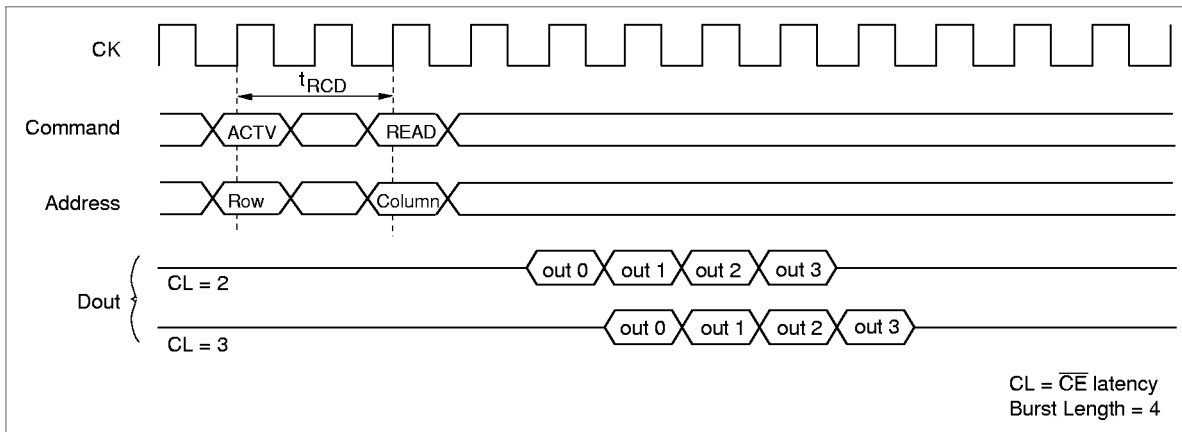 CK
tRCD
Command
ACTV
READ
Address
Row
Column
Dout
CL = 2
out 0 out 1 out 2 out 3
CL = 3
out 0 out 1 out 2 out 3
CL = C̅E̅ latency
Burst Length = 4